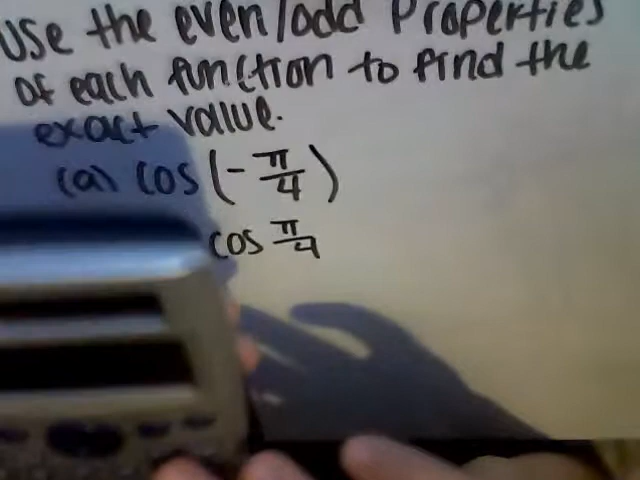 use the even/odd Properties
of each function to find the
exact value.
(a) cos(-π/4)
cos π/4